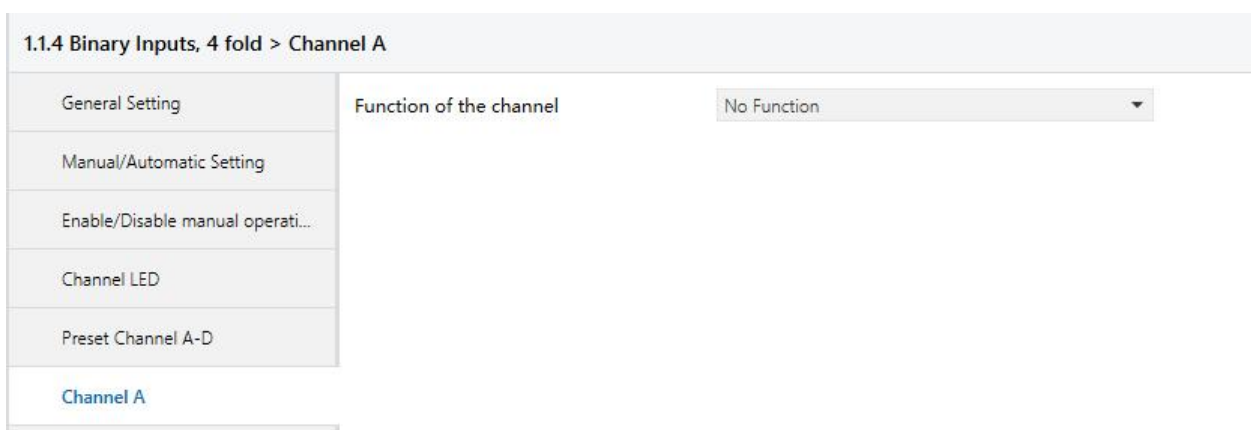 1.1.4 Binary Inputs, 4 fold > Channel A
General Setting
Function of the channel
No Function
Manual/Automatic Setting
Enable/Disable manual operati...
Channel LED
Preset Channel A-D
Channel A